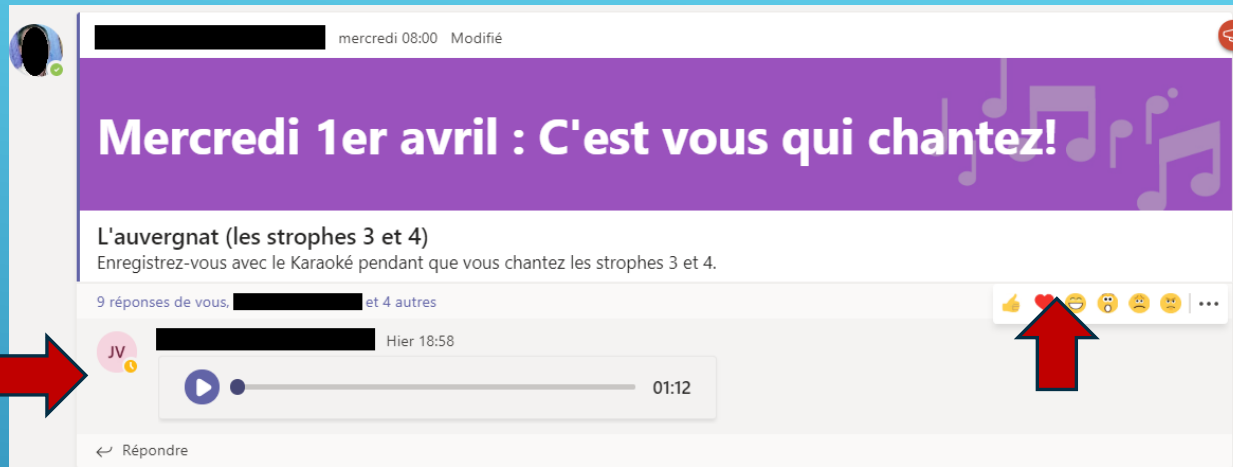 mercredi 08:00 Modifié
Mercredi 1er avril : C'est vous qui chantez!
L'auvergnat (les strophes 3 et 4)
Enregistrez-vous avec le Karaoké pendant que vous chantez les strophes 3 et 4.
9 réponses de vous, et 4 autres
JV Hier 18:58
01:12
Répondre